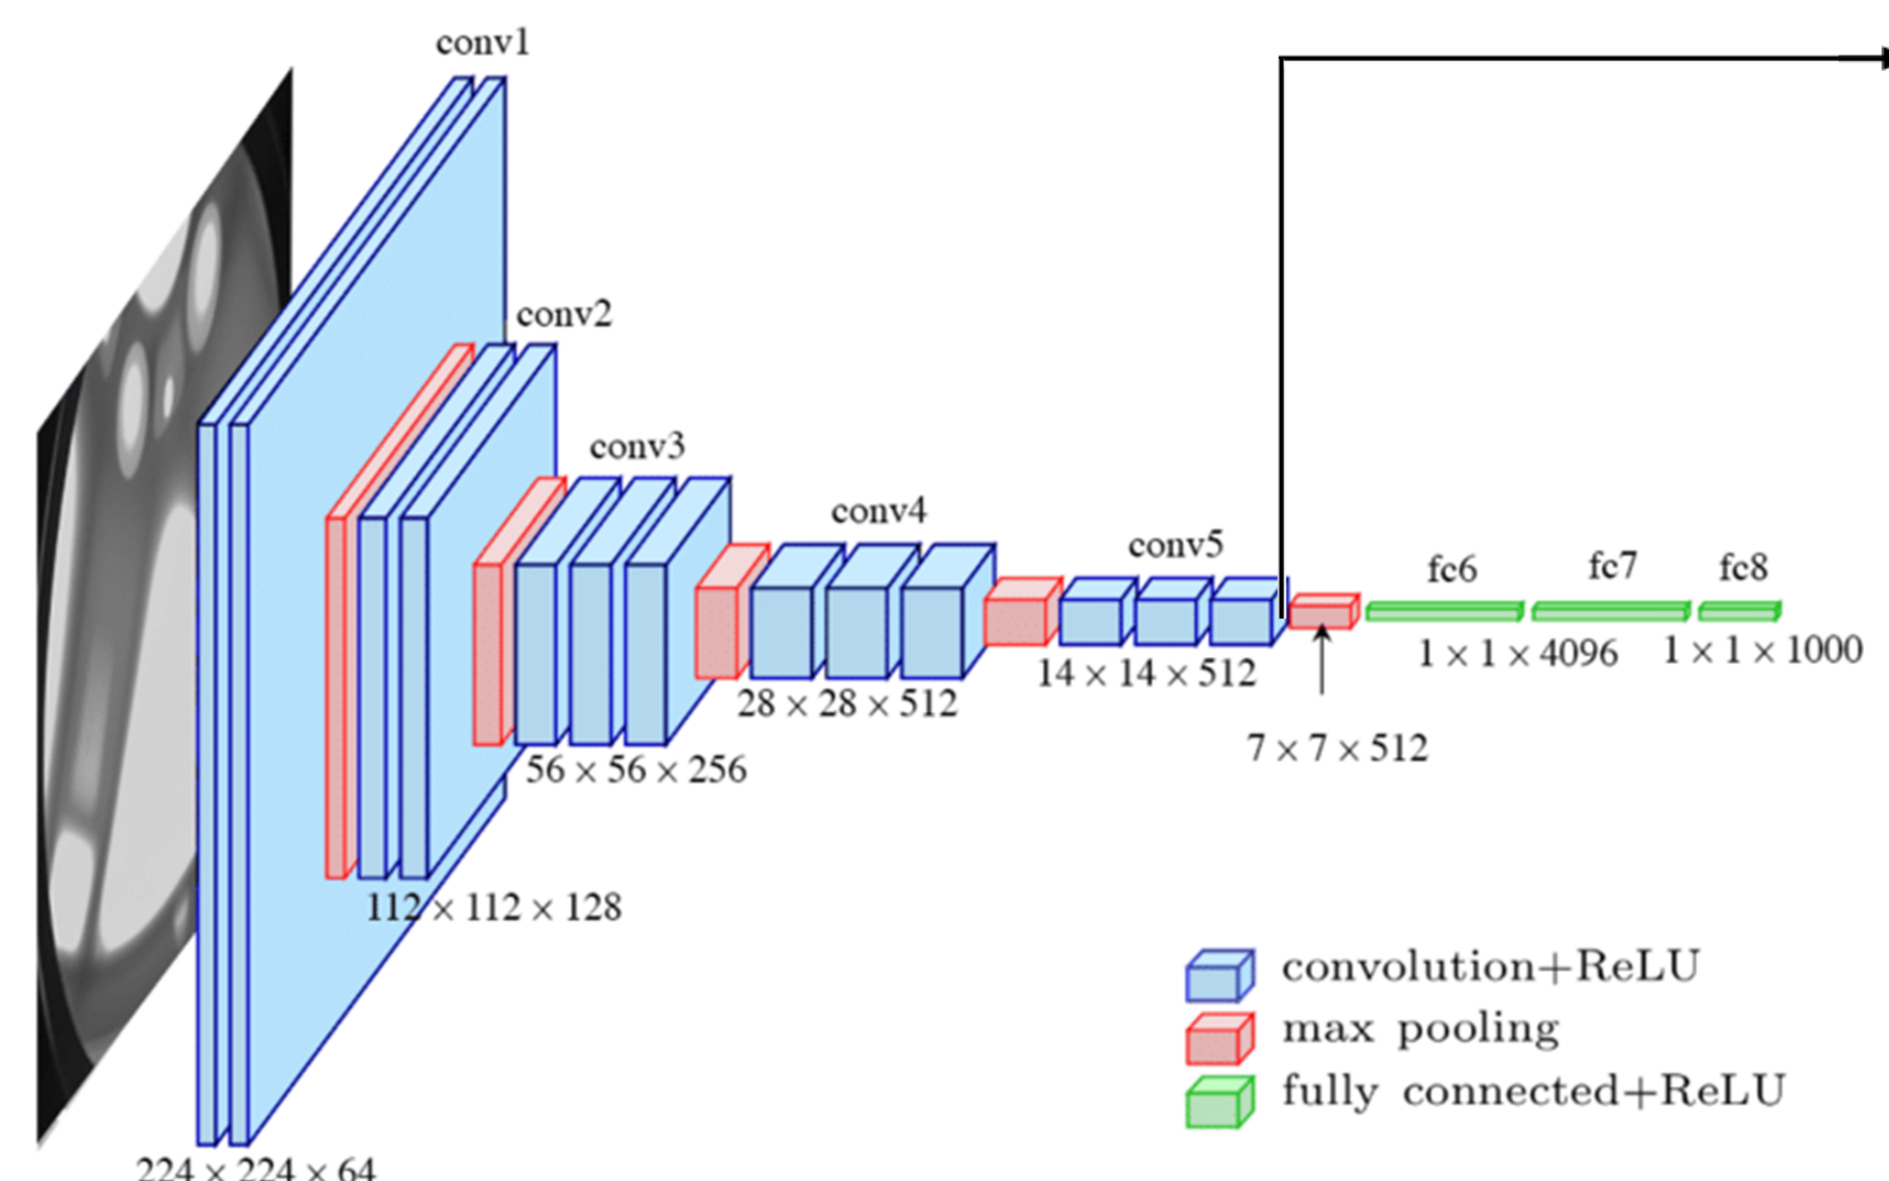 conv1
conv2
conv3
conv4
conv5
fc6
fc7
fc8
1 × 1 × 4096
1 × 1 × 1000
14 × 14 × 512
28 × 28 × 512
7 × 7 × 512
56 × 56 × 256
112 × 112 × 128
convolution+ReLU
max pooling
fully connected+ReLU
224 × 224 × 64